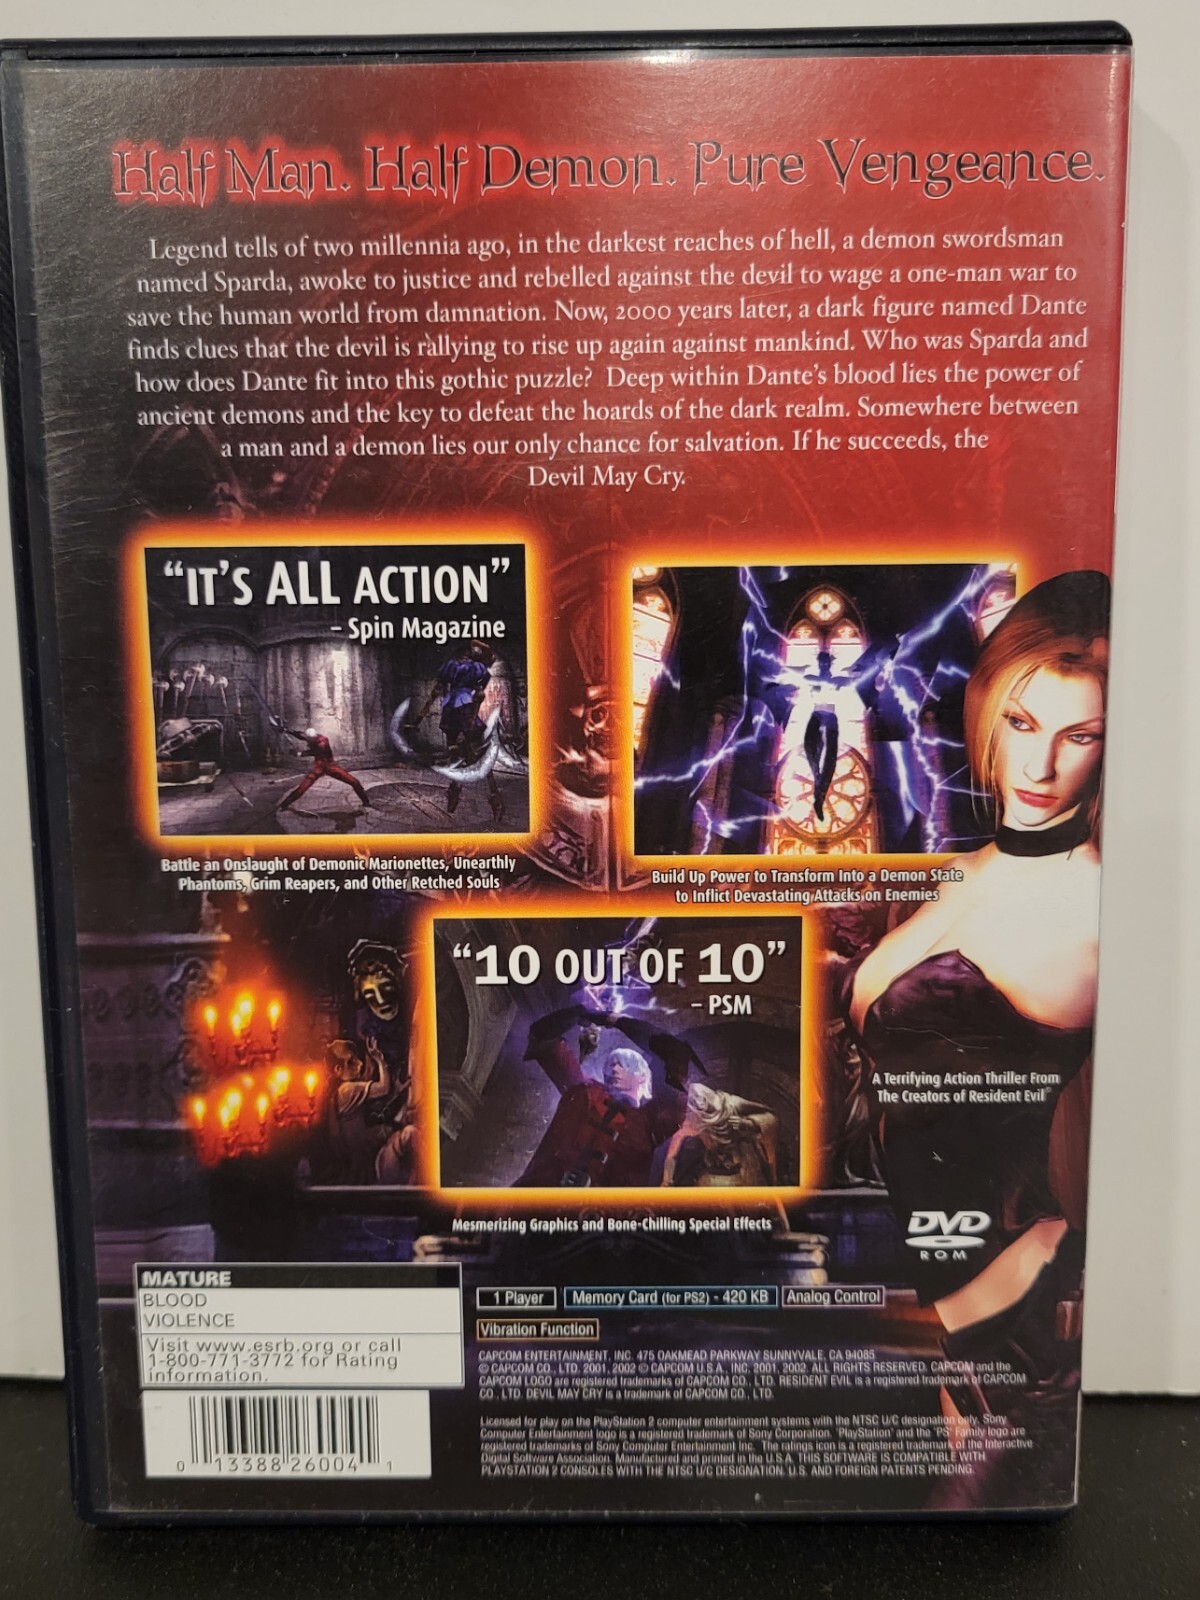 Half Man. Half Demon. Pure Vengeance.
Legend tells of two millennia ago, in the darkest reaches of hell, a demon swordsman
named Sparda, awoke to justice and rebelled against the devil to wage a one-man war to
save the human world from damnation. Now, 2000 years later, a dark figure named Dante
finds clues that the devil is rallying to rise up again against mankind. Who was Sparda and
how does Dante fit into this gothic puzzle? Deep within Dante's blood lies the power of
ancient demons and the key to defeat the hoards of the dark realm. Somewhere between
a man and a demon lies our only chance for salvation. If he succeeds, the
Devil May Cry.
"IT'S ALL ACTION"
– Spin Magazine
Battle an Onslaught of Demonic Marionettes, Unearthly
Phantoms, Grim Reapers, and Other Retched Souls
Build Up Power to Transform Into a Demon State
to Inflict Devastating Attacks on Enemies
"10 OUT OF 10"
– PSM
Mesmerizing Graphics and Bone-Chilling Special Effects
A Terrifying Action Thriller From
The Creators of Resident Evil®
DVD
ROM
MATURE
BLOOD
VIOLENCE
Visit www.esrb.org or call
1-800-771-3772 for Rating
information.
0 13388 26004 1
1 Player
Memory Card (for PS2) - 420 KB
Analog Control
Vibration Function
CAPCOM ENTERTAINMENT, INC. 475 OAKMEAD PARKWAY SUNNYVALE, CA 94085
© CAPCOM CO., LTD. 2001, 2002 © CAPCOM U.S.A., INC. 2001, 2002. ALL RIGHTS RESERVED. CAPCOM and the
CAPCOM LOGO are registered trademarks of CAPCOM CO., LTD. RESIDENT EVIL is a registered trademark of CAPCOM
CO., LTD. DEVIL MAY CRY is a trademark of CAPCOM CO., LTD.
Licensed for play on the PlayStation 2 computer entertainment systems with the NTSC U/C designation only. Sony
Computer Entertainment logo is a registered trademark of Sony Corporation. "PlayStation" and the "PS" Family logo are
registered trademarks of Sony Computer Entertainment Inc. The ratings icon is a registered trademark of the Interactive
Digital Software Association. Manufactured and printed in the U.S.A. THIS SOFTWARE IS COMPATIBLE WITH
PLAYSTATION 2 CONSOLES WITH THE NTSC U/C DESIGNATION. U.S. AND FOREIGN PATENTS PENDING.